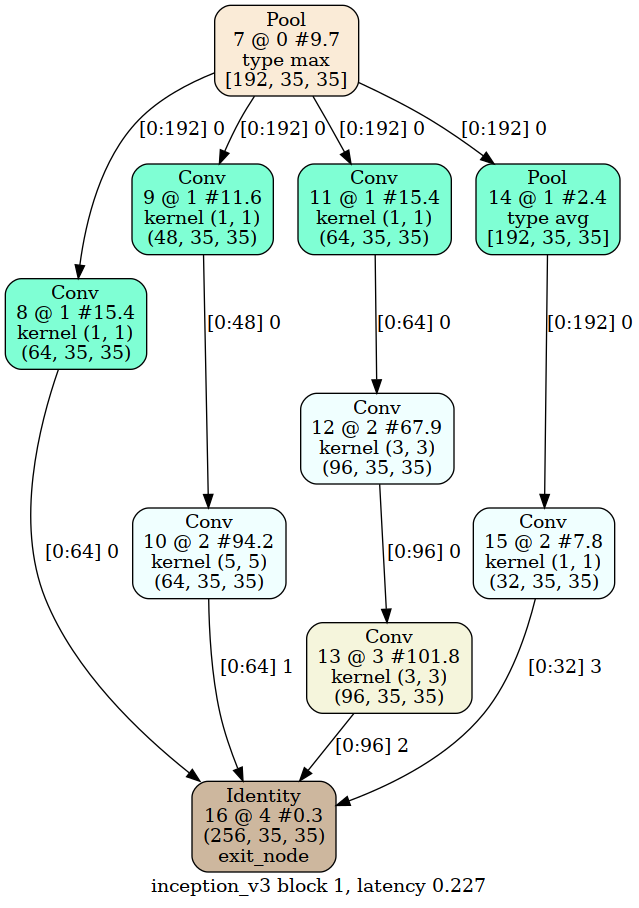 Pool
7 @ 0 #9.7
type max
[192, 35, 35]
[0:192] 0
[0:192] 0
[0:192] 0
[0:192] 0
Conv
9 @ 1 #11.6
kernel (1, 1)
(48, 35, 35)
Conv
11 @ 1 #15.4
kernel (1, 1)
(64, 35, 35)
Pool
14 @ 1 #2.4
type avg
[192, 35, 35]
Conv
8 @ 1 #15.4
kernel (1, 1)
(64, 35, 35)
[0:48] 0
[0:64] 0
[0:192] 0
Conv
12 @ 2 #67.9
kernel (3, 3)
(96, 35, 35)
Conv
10 @ 2 #94.2
kernel (5, 5)
(64, 35, 35)
Conv
15 @ 2 #7.8
kernel (1, 1)
(32, 35, 35)
[0:64] 0
[0:96] 0
Conv
13 @ 3 #101.8
kernel (3, 3)
(96, 35, 35)
[0:64] 1
[0:32] 3
[0:96] 2
Identity
16 @ 4 #0.3
(256, 35, 35)
exit_node
inception_v3 block 1, latency 0.227